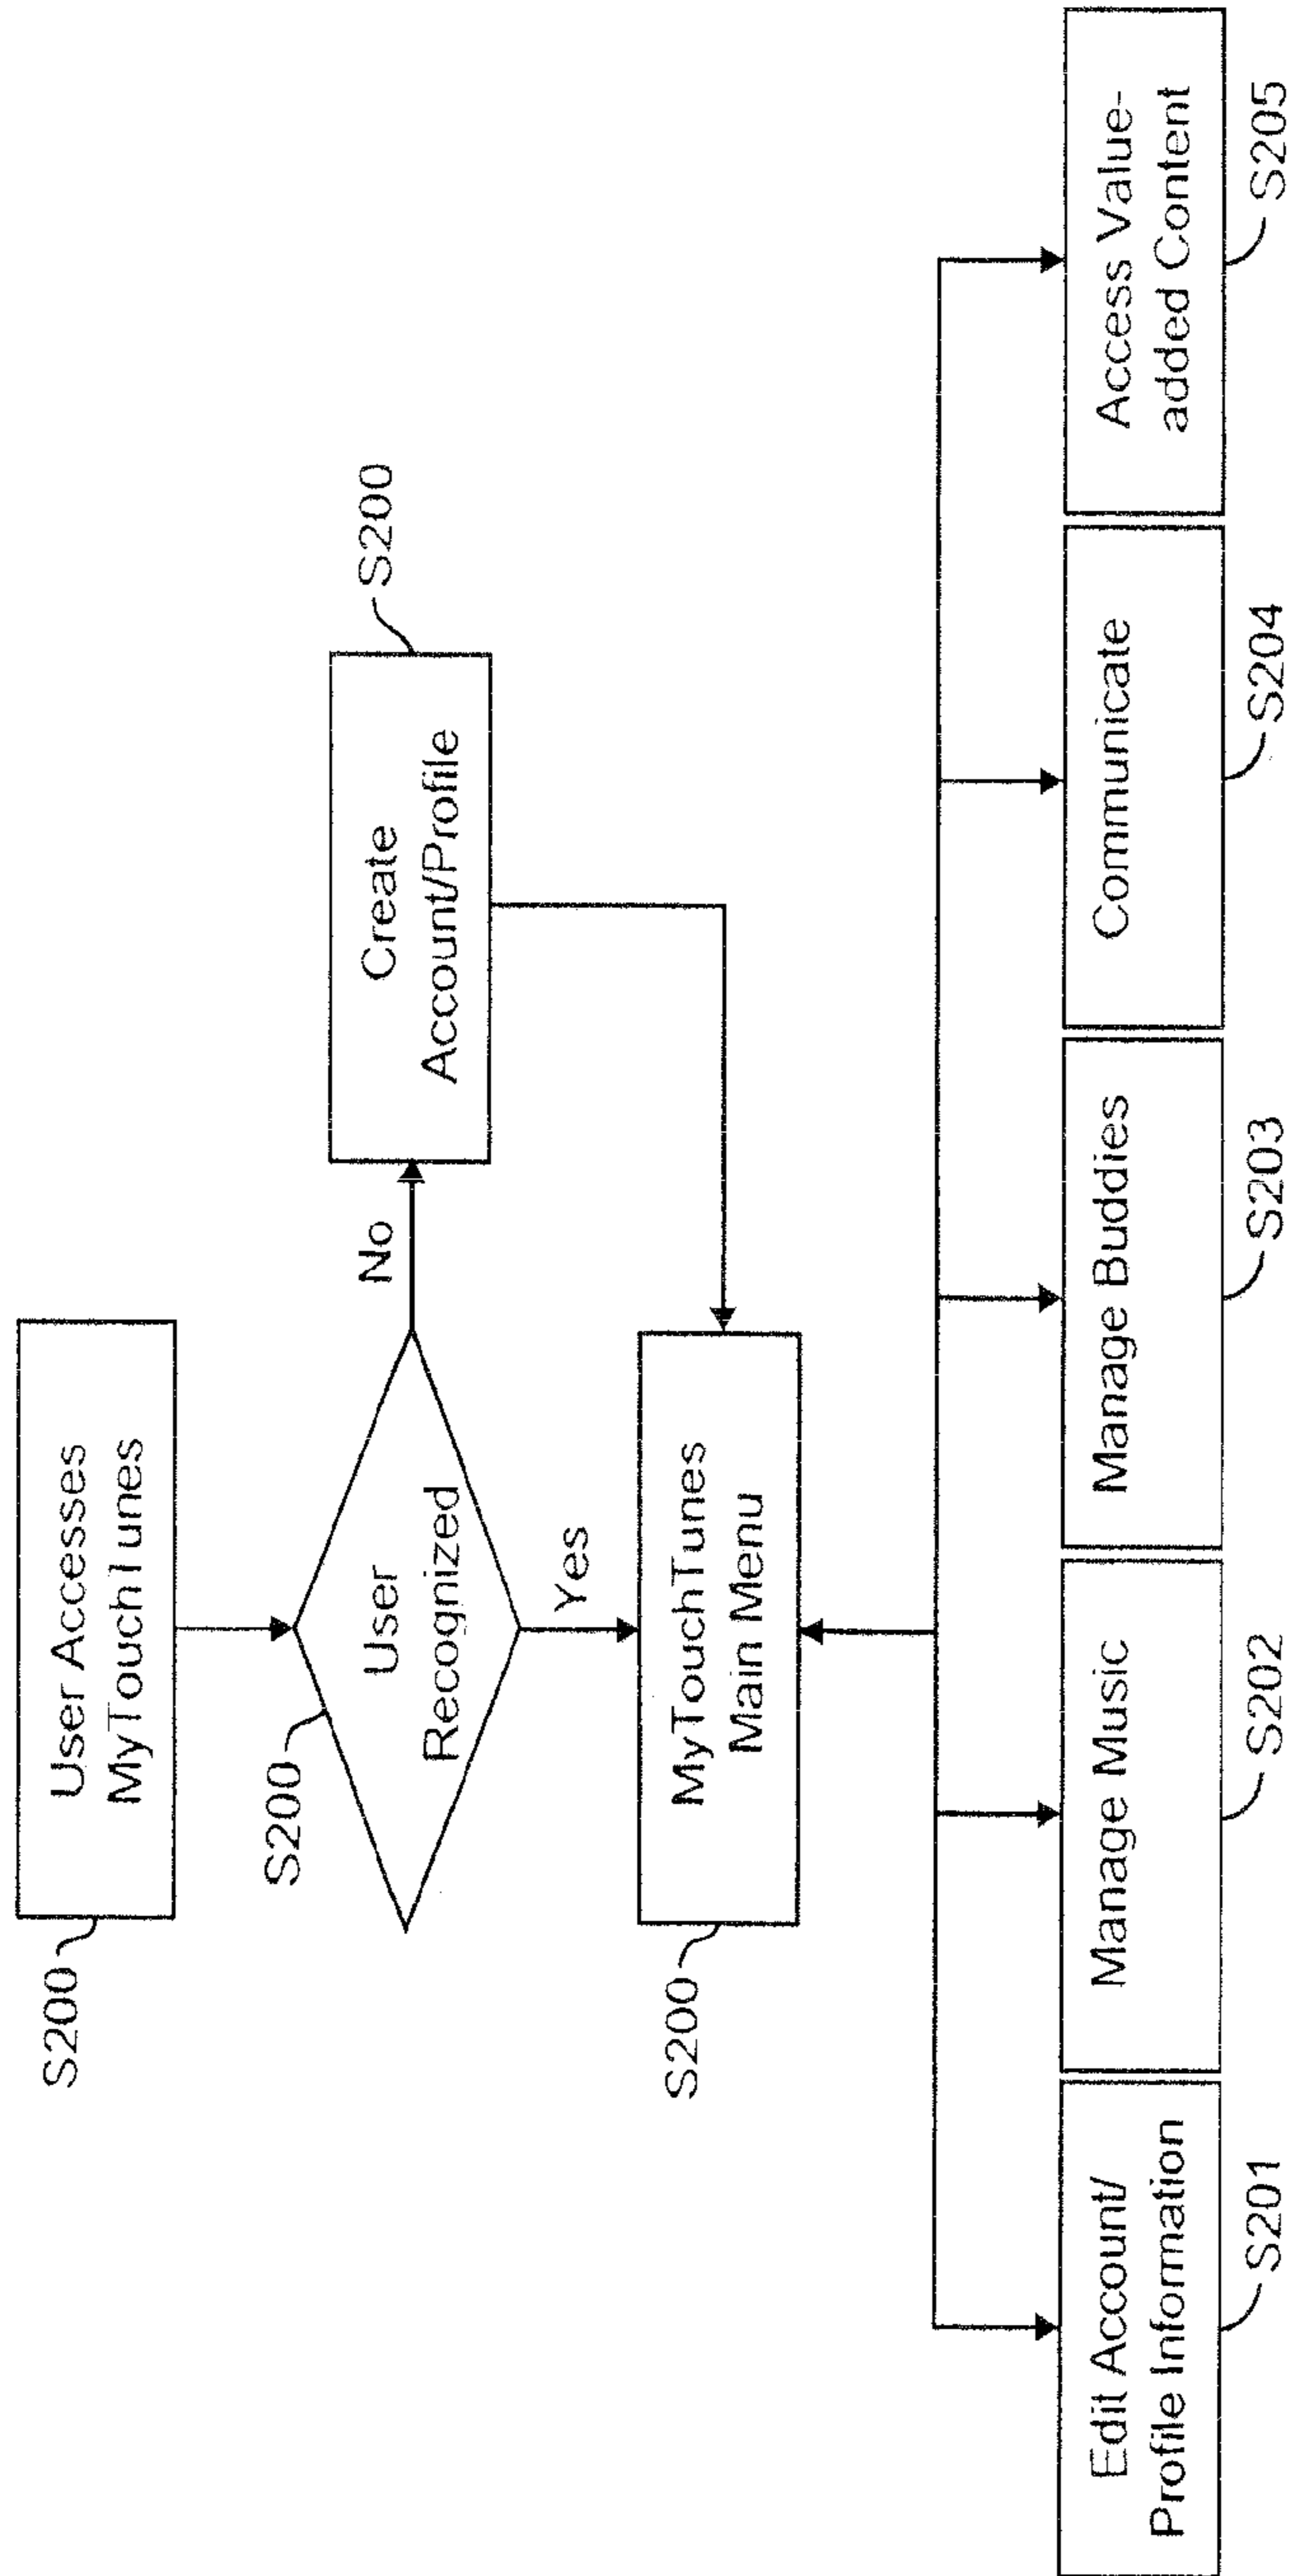 User Accesses
MyTouchTunes
S200
User
Recognized
S200
No
Create
Account/Profile
S200
Yes
MyTouchTunes
Main Menu
S200
Edit Account/
Profile Information
S201
Manage Music
S202
Manage Buddies
S203
Communicate
S204
Access Value-
added Content
S205